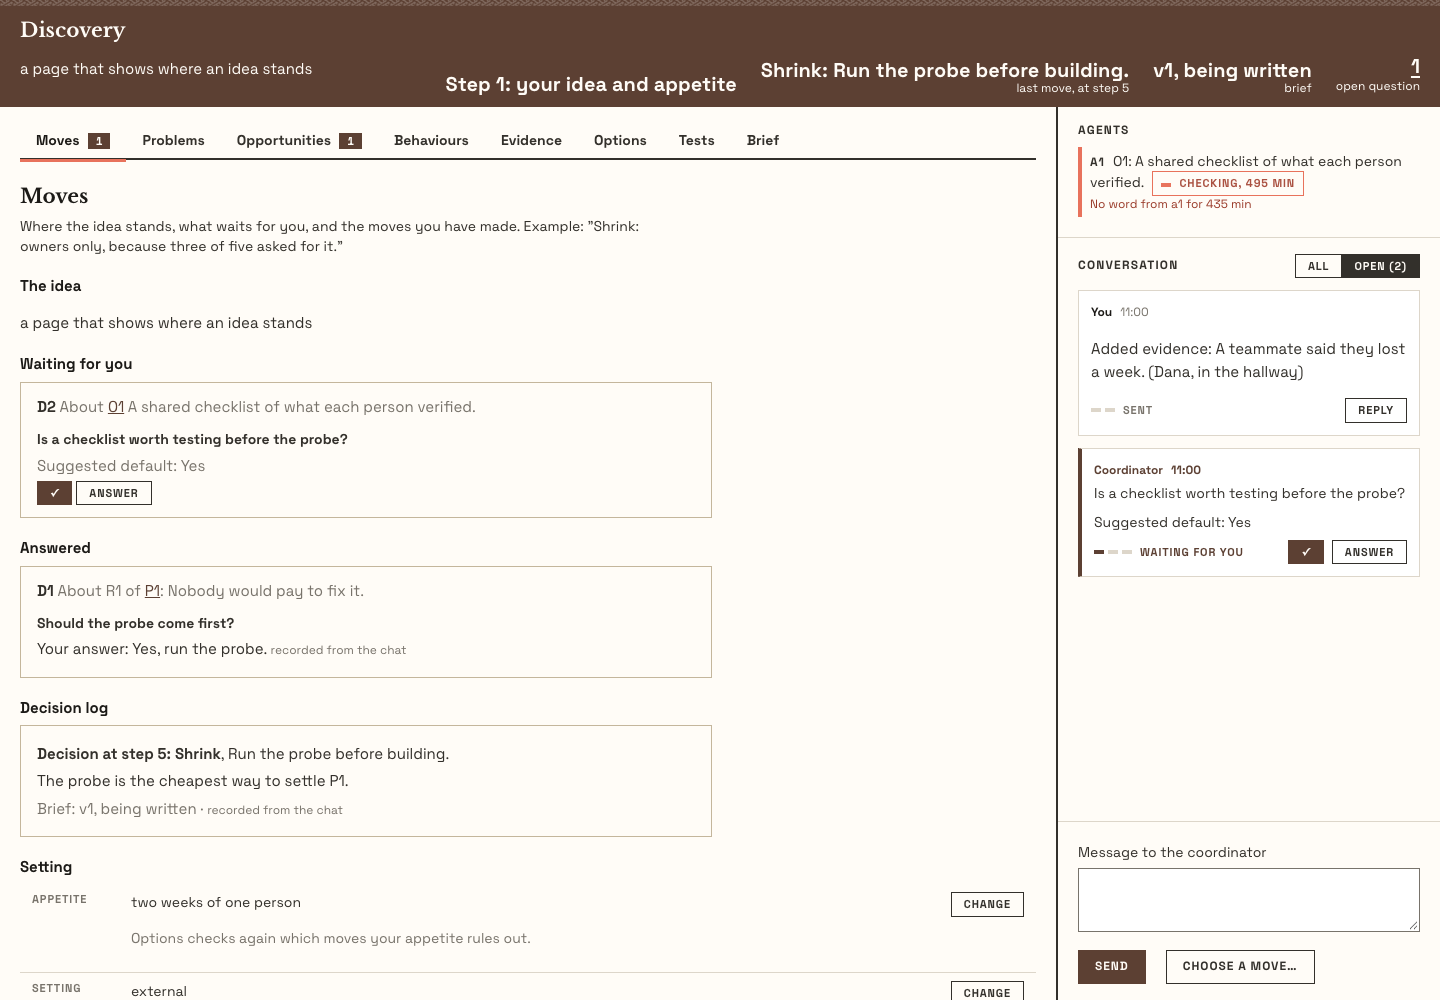 Discovery
a page that shows where an idea stands
Step 1: your idea and appetite
Shrink: Run the probe before building.
last move, at step 5
v1, being written
brief
1
open question
Moves 1 Problems Opportunities 1 Behaviours Evidence Options Tests Brief
Moves
Where the idea stands, what waits for you, and the moves you have made. Example: "Shrink:
owners only, because three of five asked for it."
The idea
a page that shows where an idea stands
Waiting for you
D2 About O1 A shared checklist of what each person verified.
Is a checklist worth testing before the probe?
Suggested default: Yes
✓ ANSWER
Answered
D1 About R1 of P1: Nobody would pay to fix it.
Should the probe come first?
Your answer: Yes, run the probe. recorded from the chat
Decision log
Decision at step 5: Shrink, Run the probe before building.
The probe is the cheapest way to settle P1.
Brief: v1, being written · recorded from the chat
Setting
APPETITE two weeks of one person CHANGE
Options checks again which moves your appetite rules out.
SETTING external CHANGE
AGENTS
A1 O1: A shared checklist of what each person
verified. CHECKING, 495 MIN
No word from a1 for 435 min
CONVERSATION ALL OPEN (2)
You 11:00
Added evidence: A teammate said they lost
a week. (Dana, in the hallway)
SENT REPLY
Coordinator 11:00
Is a checklist worth testing before the probe?
Suggested default: Yes
WAITING FOR YOU ✓ ANSWER
Message to the coordinator
SEND CHOOSE A MOVE…